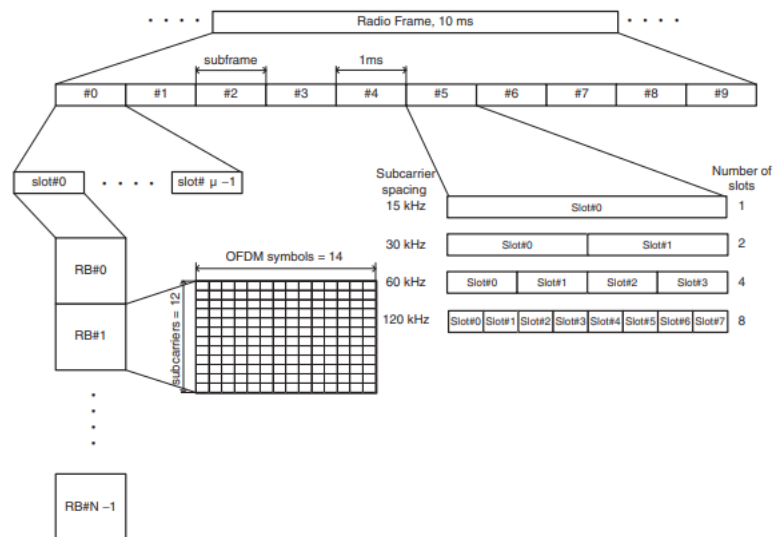 . . . . Radio Frame, 10 ms . . . .
subframe 1ms
#0 #1 #2 #3 #4 #5 #6 #7 #8 #9
slot#0 . . . . slot# μ −1
Subcarrier spacing
Number of slots
15 kHz Slot#0 1
30 kHz Slot#0 Slot#1 2
60 kHz Slot#0 Slot#1 Slot#2 Slot#3 4
120 kHz Slot#0 Slot#1 Slot#2 Slot#3 Slot#4 Slot#5 Slot#6 Slot#7 8
RB#0
OFDM symbols = 14
subcarriers = 12
RB#1
RB#N −1